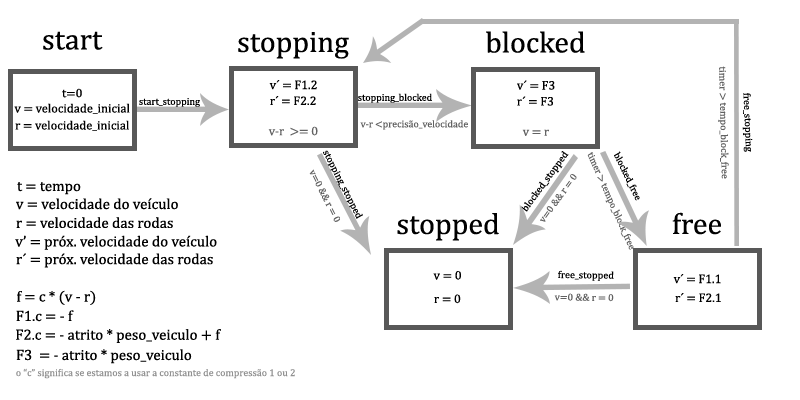 start
t=0
v = velocidade_inicial
r = velocidade_inicial
start_stopping
stopping
v´ = F1.2
r´ = F2.2
v-r >= 0
stopping_blocked
v-r <precisão_velocidade
blocked
v´ = F3
r´ = F3
v = r
free_stopping
timer > tempo_block_free
stopping_stopped
v=0 && r = 0
blocked_stopped
v=0 && r = 0
blocked_free
timer > tempo_block_free
stopped
v = 0
r = 0
free_stopped
v=0 && r = 0
free
v´ = F1.1
r´ = F2.1
t = tempo
v = velocidade do veículo
r = velocidade das rodas
v’ = próx. velocidade do veículo
r´ = próx. velocidade das rodas
f = c * (v - r)
F1.c = - f
F2.c = - atrito * peso_veiculo + f
F3 = - atrito * peso_veiculo
o "c" significa se estamos a usar a constante de compressão 1 ou 2